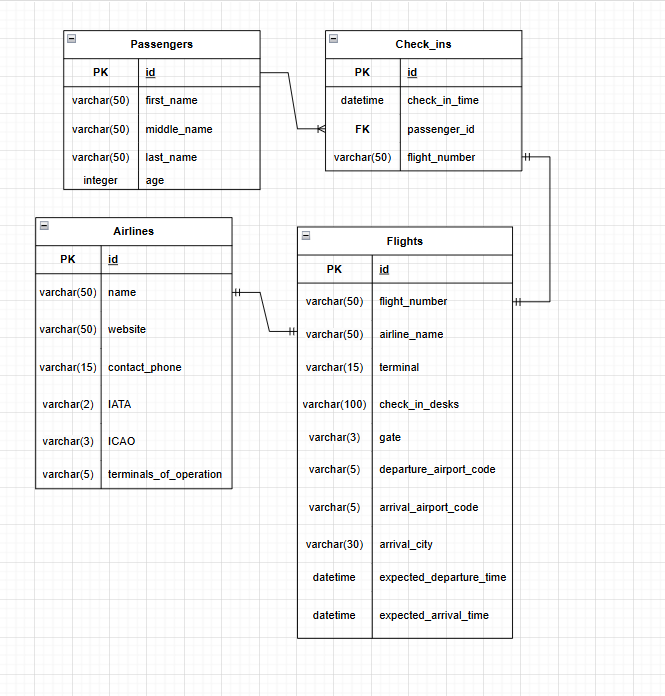 Passengers
PK id
varchar(50) first_name
varchar(50) middle_name
varchar(50) last_name
integer age
Check_ins
PK id
datetime check_in_time
FK passenger_id
varchar(50) flight_number
Airlines
PK id
varchar(50) name
varchar(50) website
varchar(15) contact_phone
varchar(2) IATA
varchar(3) ICAO
varchar(5) terminals_of_operation
Flights
PK id
varchar(50) flight_number
varchar(50) airline_name
varchar(15) terminal
varchar(100) check_in_desks
varchar(3) gate
varchar(5) departure_airport_code
varchar(5) arrival_airport_code
varchar(30) arrival_city
datetime expected_departure_time
datetime expected_arrival_time